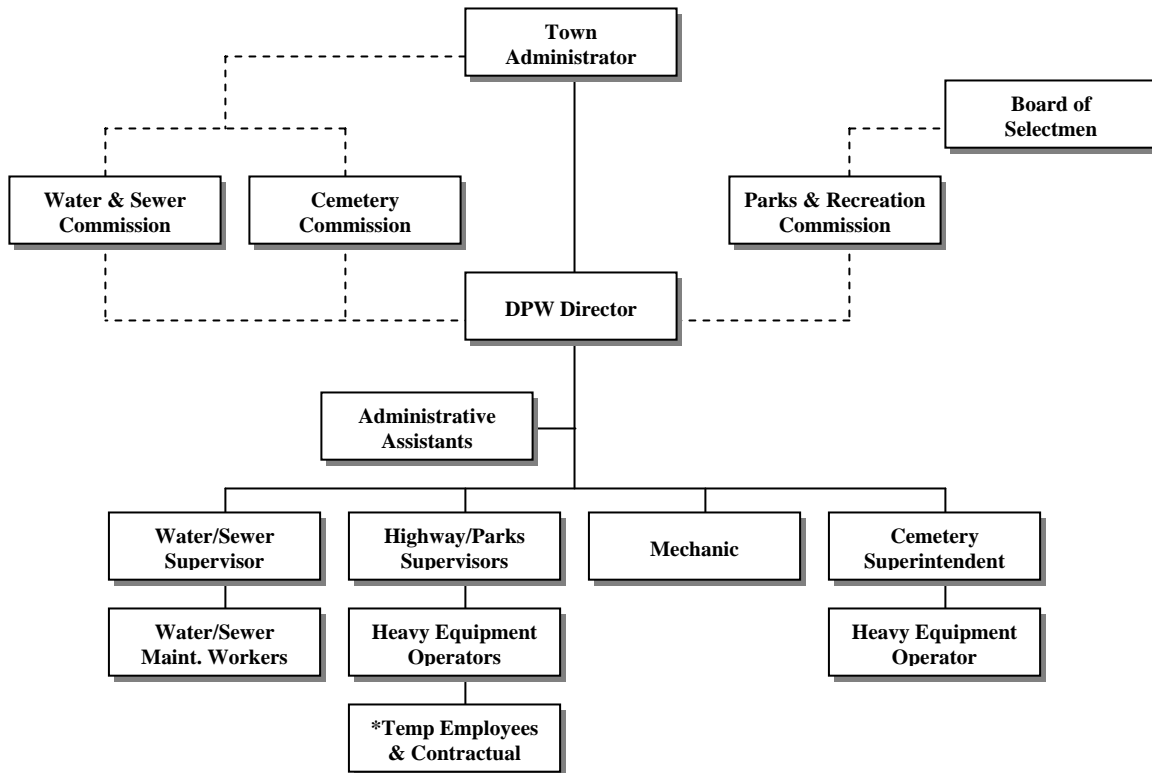 Town
Administrator
Board of
Selectmen
Water & Sewer
Commission
Cemetery
Commission
Parks & Recreation
Commission
DPW Director
Administrative
Assistants
Water/Sewer
Supervisor
Highway/Parks
Supervisors
Mechanic
Cemetery
Superintendent
Water/Sewer
Maint. Workers
Heavy Equipment
Operators
Heavy Equipment
Operator
*Temp Employees
& Contractual